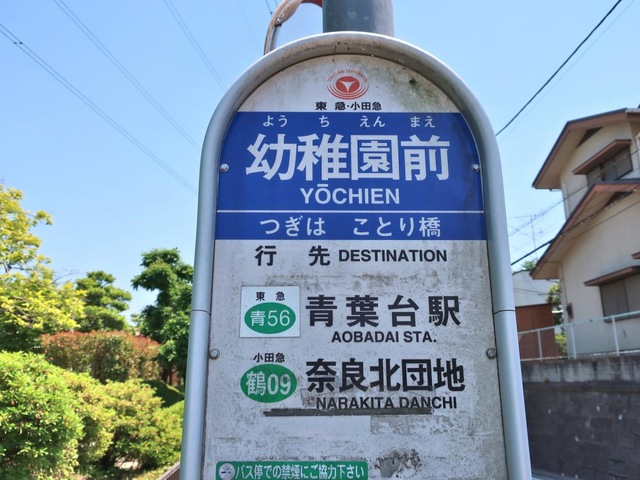 東急・小田急
よう ち えん まえ
幼稚園前
YŌCHIEN
つぎは ことり橋
行先 DESTINATION
東急
青56 青葉台駅
AOBADAI STA.
小田急
鶴09 奈良北団地
NARAKITA DANCHI
バス停での禁煙にご協力下さい